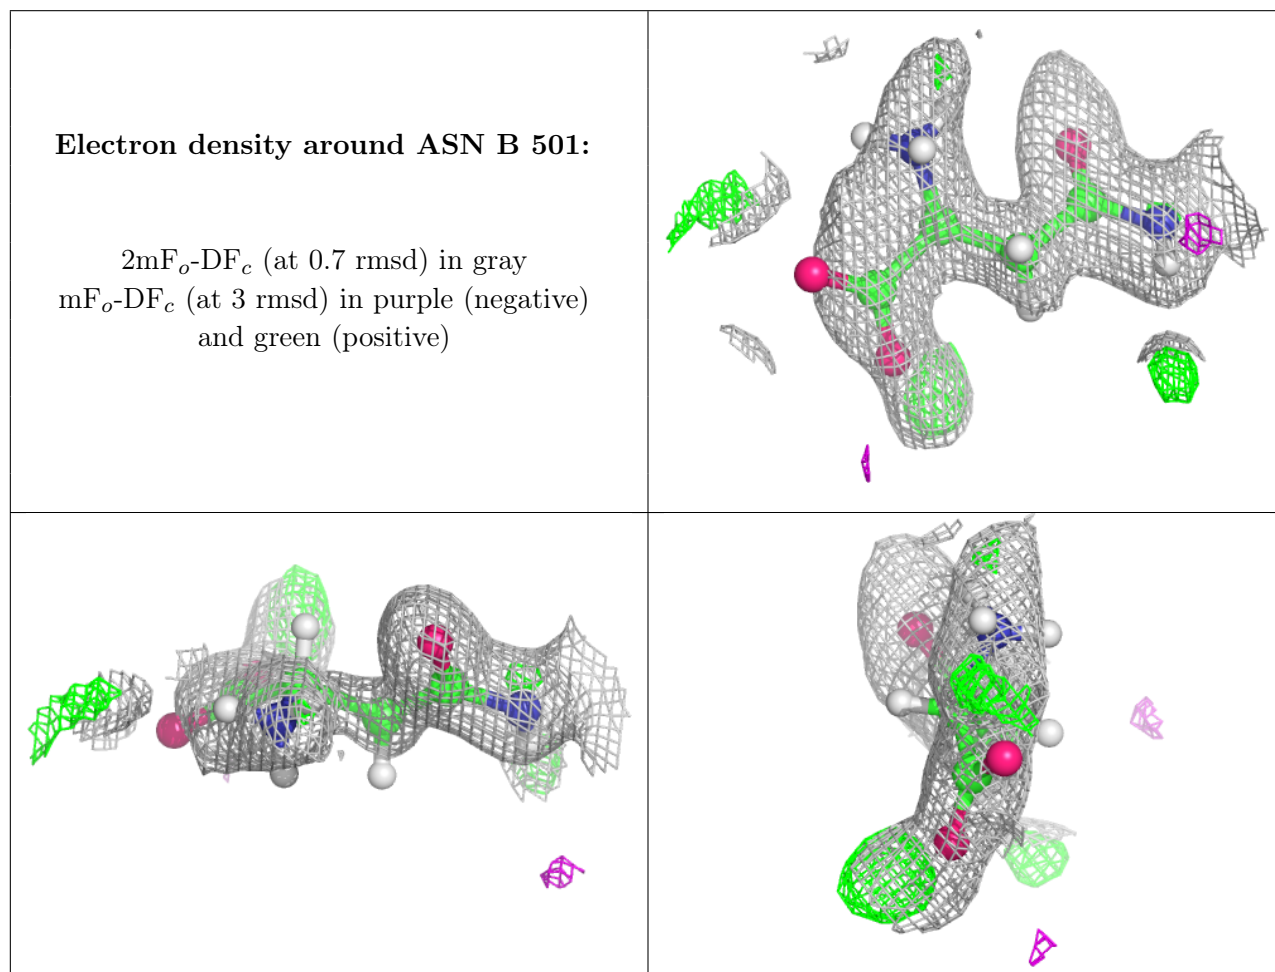 Electron density around ASN B 501:
2mFₒ-DF𝒸 (at 0.7 rmsd) in gray
mFₒ-DF𝒸 (at 3 rmsd) in purple (negative)
and green (positive)